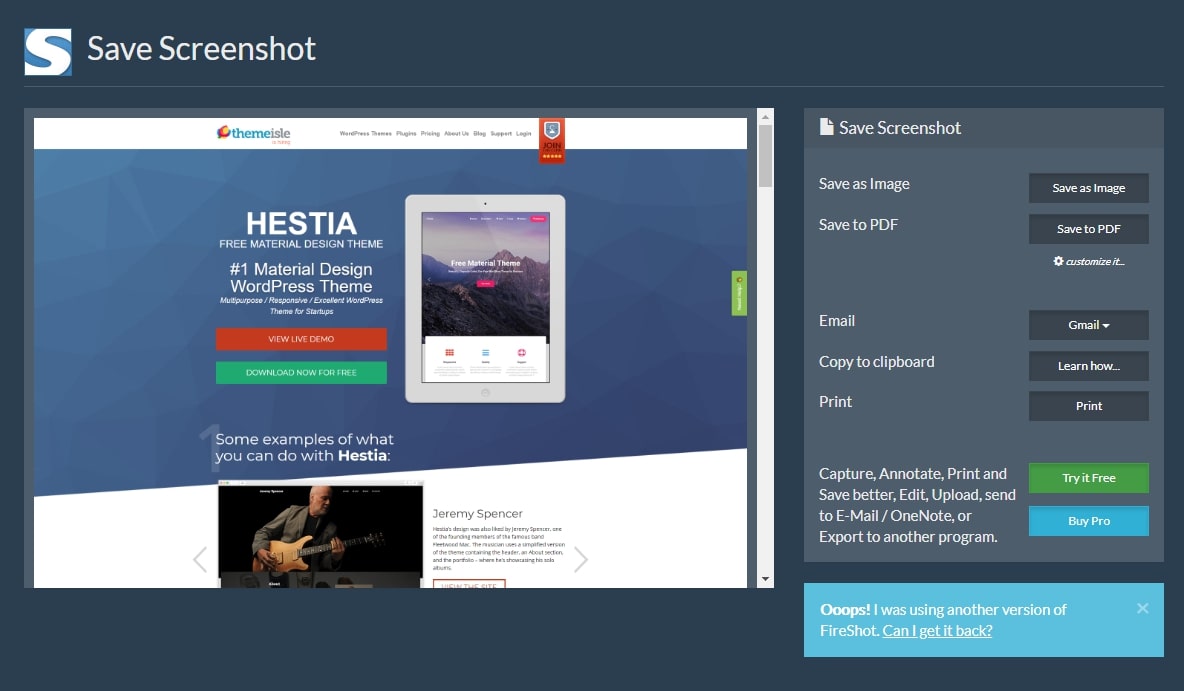 Save Screenshot
themeisle
is hiring
WordPress Themes Plugins Pricing About Us Blog Support Login
JOIN
HESTIA
FREE MATERIAL DESIGN THEME
#1 Material Design
WordPress Theme
Multipurpose / Responsive / Excellent WordPress
Theme for Startups
VIEW LIVE DEMO
DOWNLOAD NOW FOR FREE
Free Material Theme
Need help?
1
Some examples of what
you can do with Hestia:
Jeremy Spencer
About
Jeremy Spencer
Hestia's design was also liked by Jeremy Spencer, one
of the founding members of the famous band
Fleetwood Mac. The musician uses a simplified version
of the theme containing the header, an About section,
and the portfolio - where he's showcasing his solo
albums.
VIEW THE SITE
Save Screenshot
Save as Image Save as Image
Save to PDF Save to PDF
customize it...
Email Gmail
Copy to clipboard Learn how...
Print Print
Capture, Annotate, Print and
Save better, Edit, Upload, send
to E-Mail / OneNote, or
Export to another program.
Try it Free
Buy Pro
Ooops! I was using another version of
FireShot. Can I get it back?